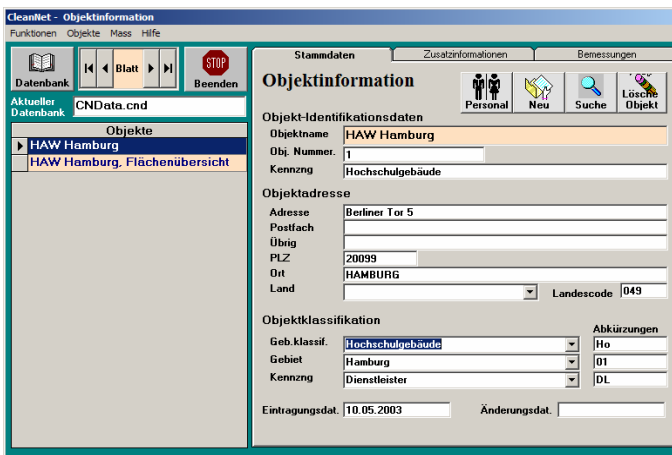 CleanNet - Objektinformation
Funktionen Objekte Mass Hilfe
Datenbank
Blatt
STOP
Beenden
Aktueller Datenbank CNData.cnd
Objekte
HAW Hamburg
HAW Hamburg, Flächenübersicht
Stammdaten Zusatzinformationen Bemessungen
Objektinformation
Personal Neu Suche Lösche Objekt
Objekt-Identifikationsdaten
Objektname HAW Hamburg
Obj. Nummer. 1
Kennzng Hochschulgebäude
Objektadresse
Adresse Berliner Tor 5
Postfach
Übrig
PLZ 20099
Ort HAMBURG
Land Landescode 049
Objektklassifikation
Abkürzungen
Geb.klassif. Hochschulgebäude Ho
Gebiet Hamburg 01
Kennzng Dienstleister DL
Eintragungsdat. 10.05.2003 Änderungsdat.